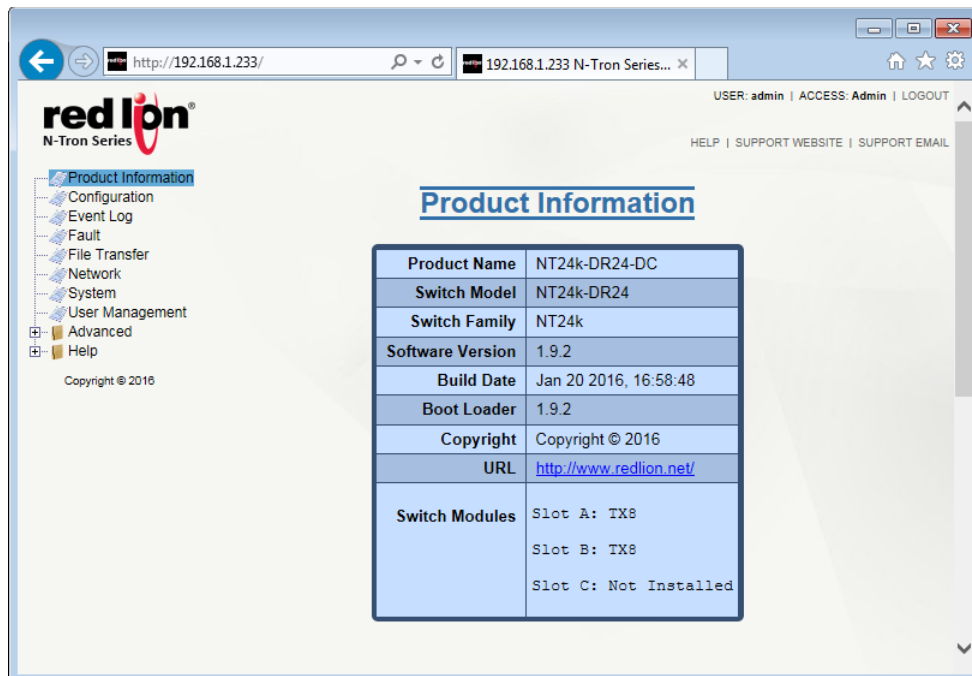 http://192.168.1.233/
192.168.1.233 N-Tron Series...
red lion®
N-Tron Series
USER: admin | ACCESS: Admin | LOGOUT
HELP | SUPPORT WEBSITE | SUPPORT EMAIL
Product Information
Configuration
Event Log
Fault
File Transfer
Network
System
User Management
Advanced
Help
Copyright © 2016
Product Information
Product Name NT24k-DR24-DC
Switch Model NT24k-DR24
Switch Family NT24k
Software Version 1.9.2
Build Date Jan 20 2016, 16:58:48
Boot Loader 1.9.2
Copyright Copyright © 2016
URL http://www.redlion.net/
Switch Modules
Slot A: TX8
Slot B: TX8
Slot C: Not Installed